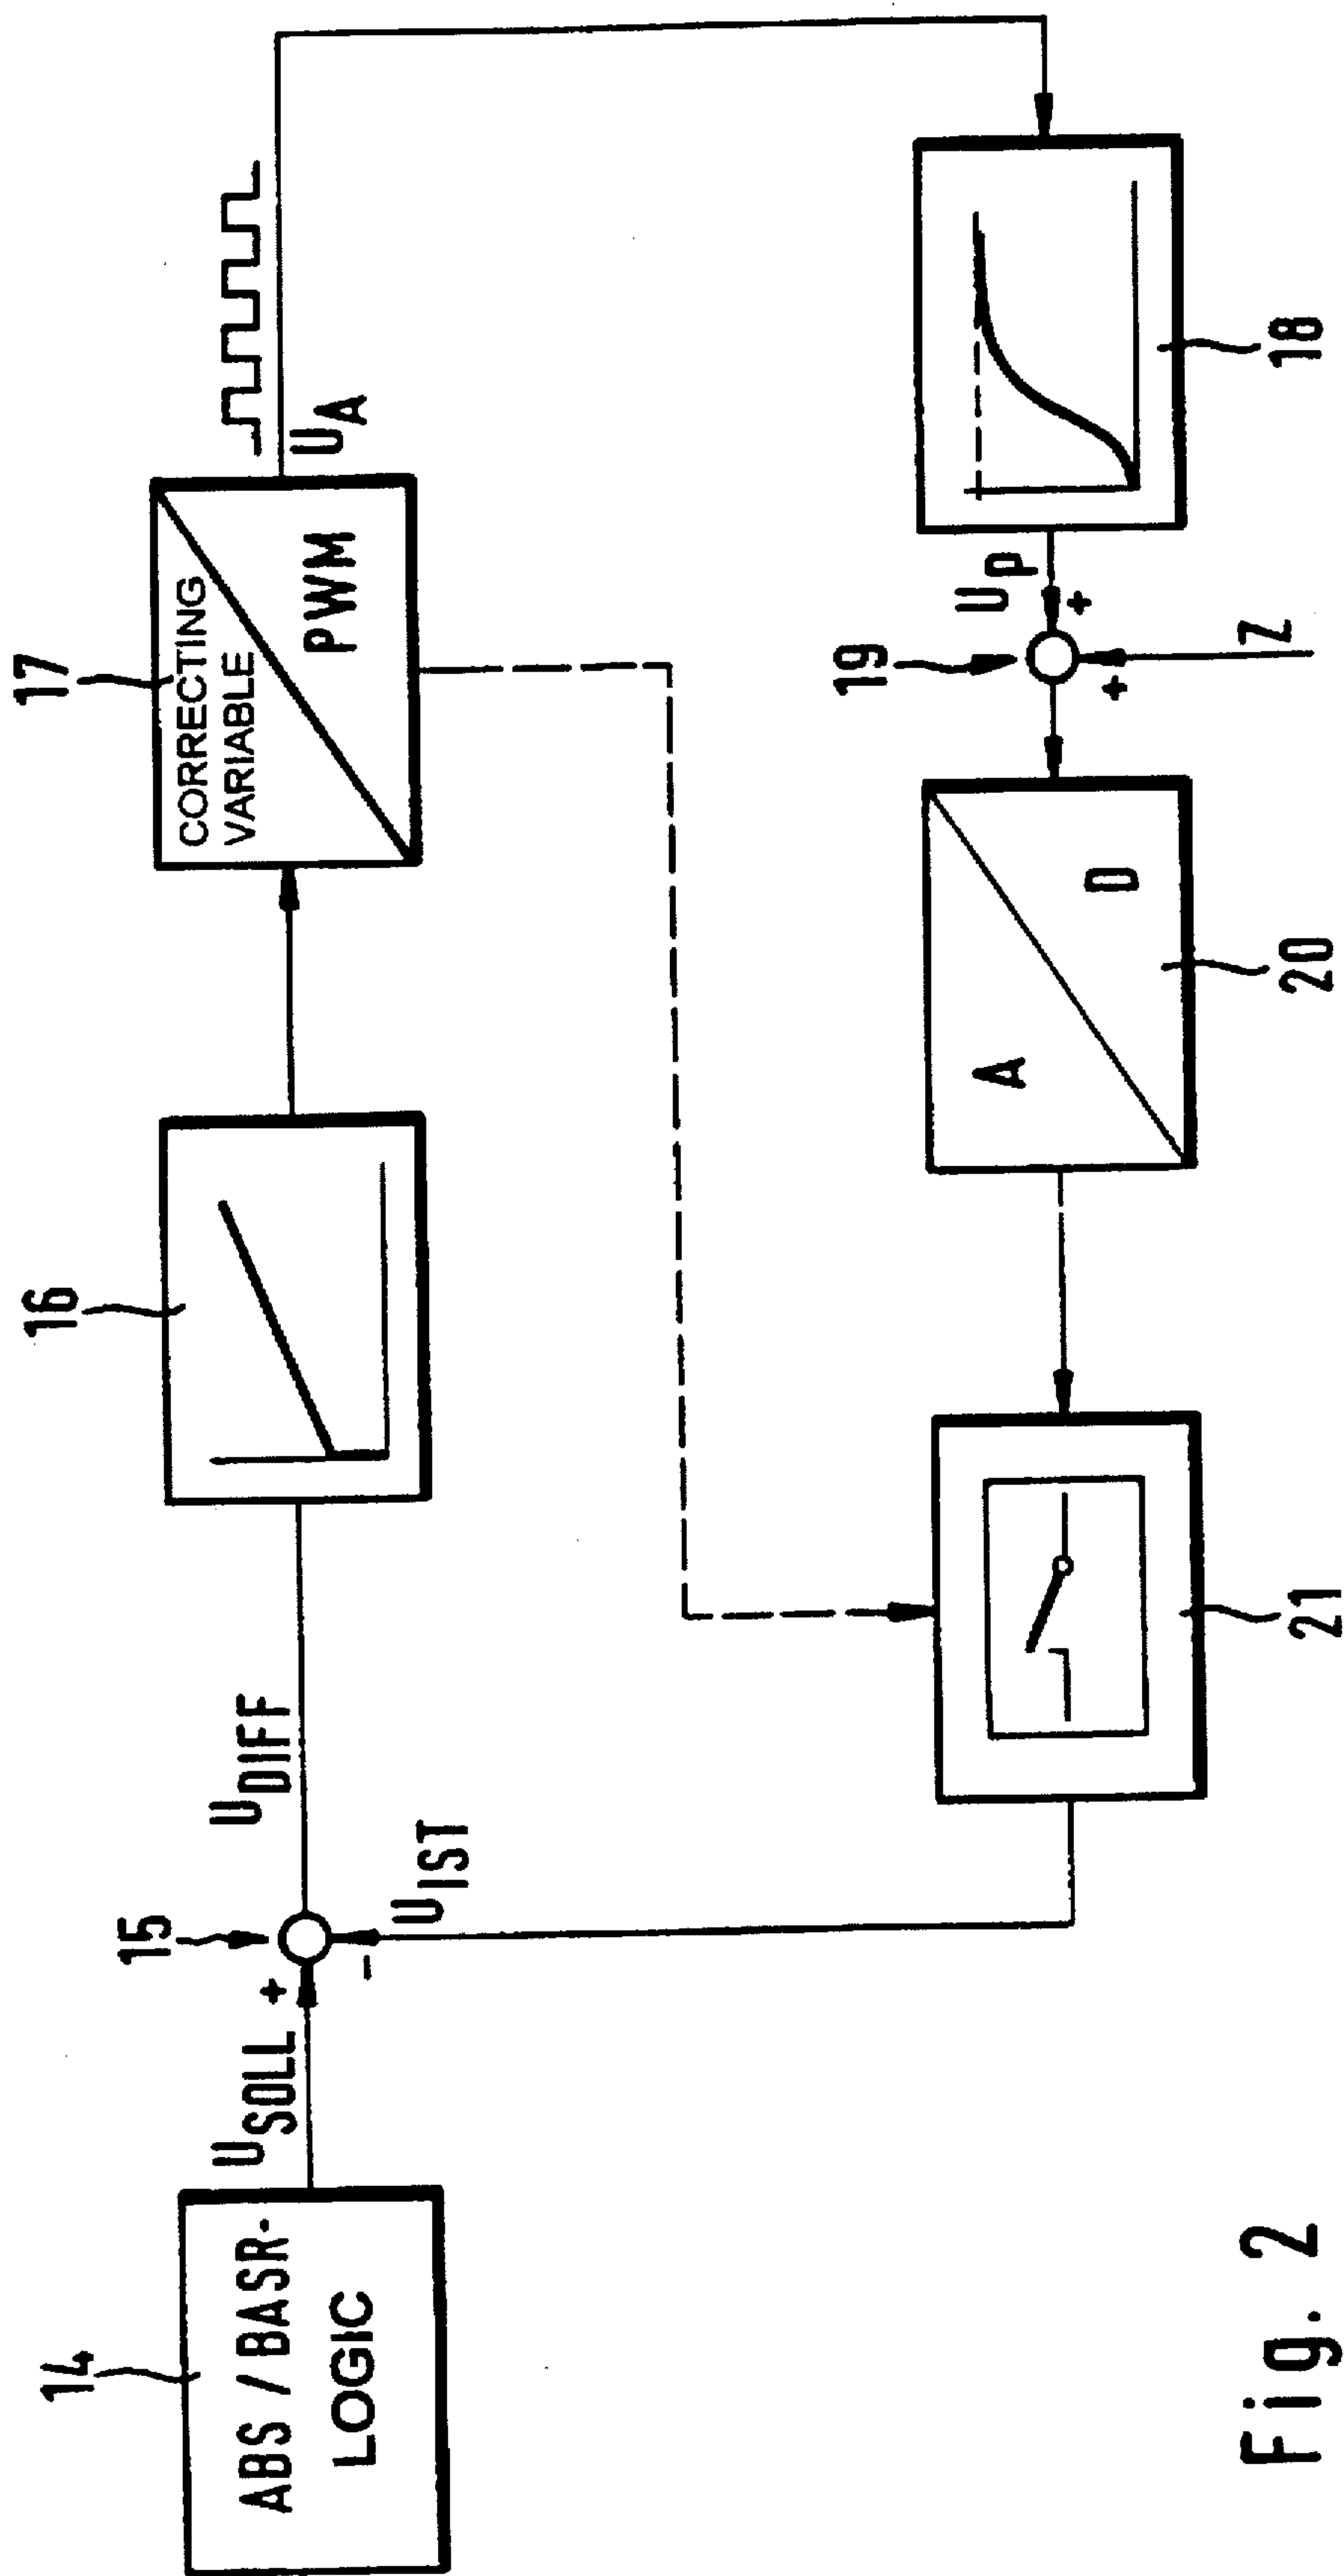 14
ABS / BASR-
LOGIC
U_SOLL
+
15
-
U_IST
U_DIFF
16
17
CORRECTING
VARIABLE
PWM
U_A
18
U_P
+
19
+
Z
20
A
D
21
Fig. 2